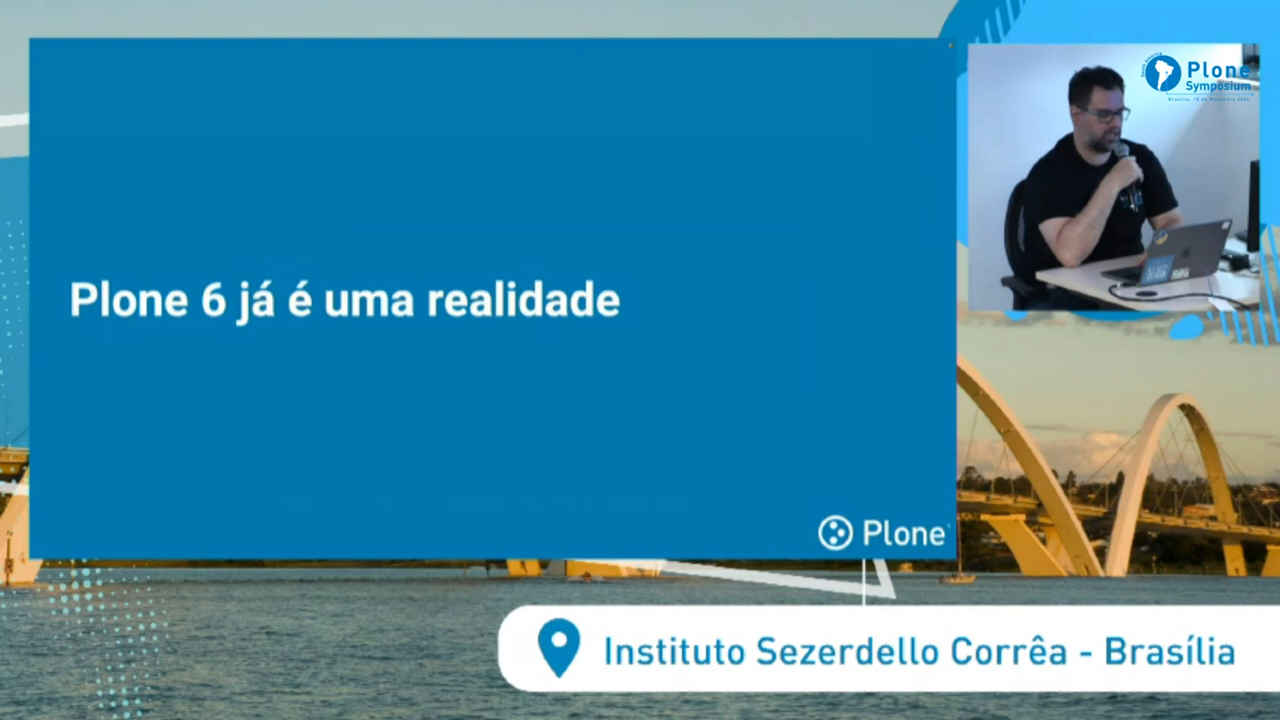 Plone 6 já é uma realidade
Plone
Plone
Symposium
Instituto Sezerdello Corrêa - Brasília